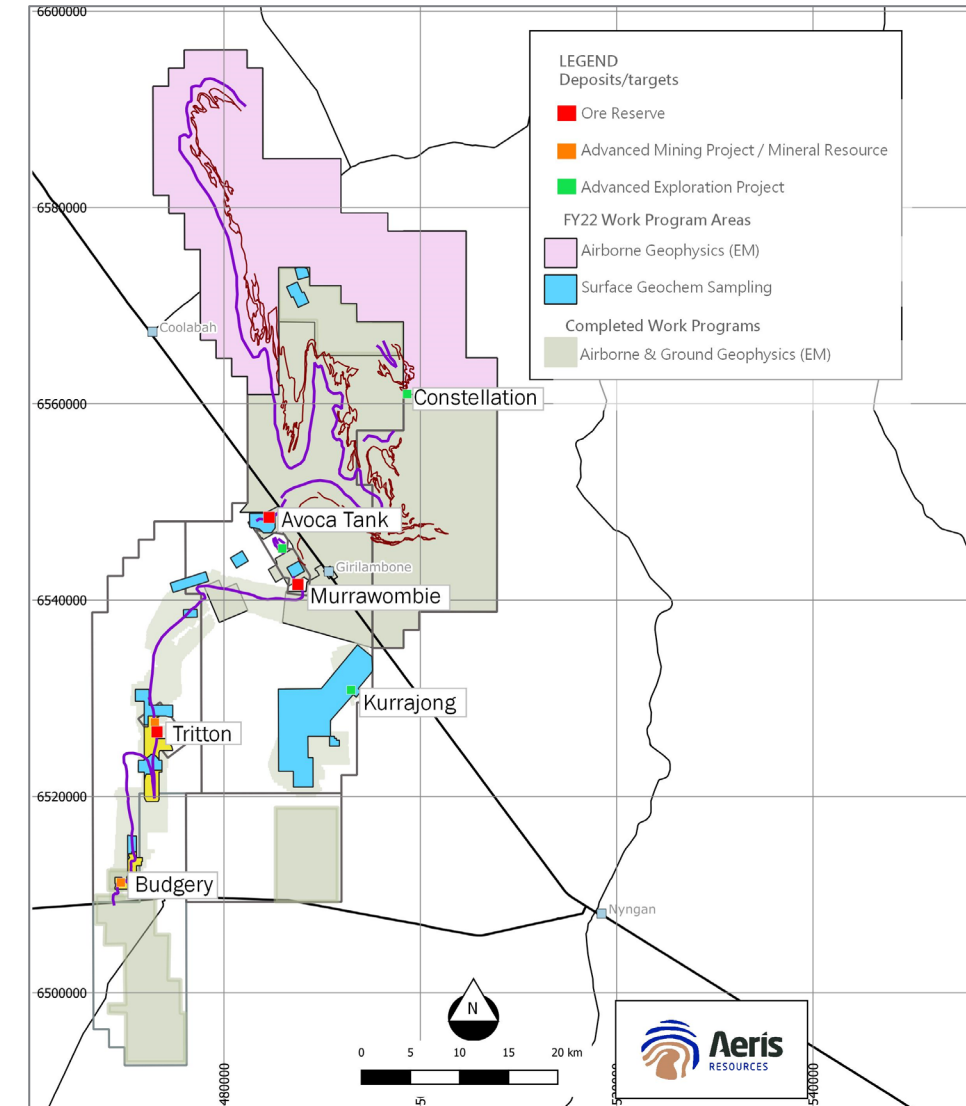 6600000
LEGEND
Deposits/targets
Ore Reserve
Advanced Mining Project / Mineral Resource
Advanced Exploration Project
FY22 Work Program Areas
Airborne Geophysics (EM)
Surface Geochem Sampling
Completed Work Programs
Airborne & Ground Geophysics (EM)
6580000
Coolabah
6560000
Constellation
Avoca Tank
Girilambone
6540000
Murrawombie
Kurrajong
Tritton
6520000
Budgery
Nyngan
6500000
N
0 5 10 15 20 km
Aeris
RESOURCES